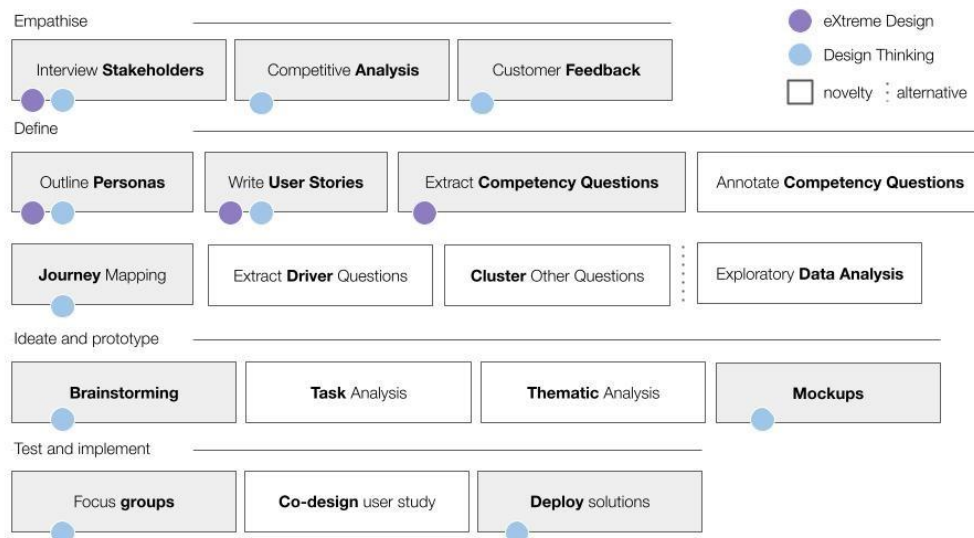 Empathise
eXtreme Design
Design Thinking
novelty
alternative
Interview Stakeholders
Competitive Analysis
Customer Feedback
Define
Outline Personas
Write User Stories
Extract Competency Questions
Annotate Competency Questions
Journey Mapping
Extract Driver Questions
Cluster Other Questions
Exploratory Data Analysis
Ideate and prototype
Brainstorming
Task Analysis
Thematic Analysis
Mockups
Test and implement
Focus groups
Co-design user study
Deploy solutions